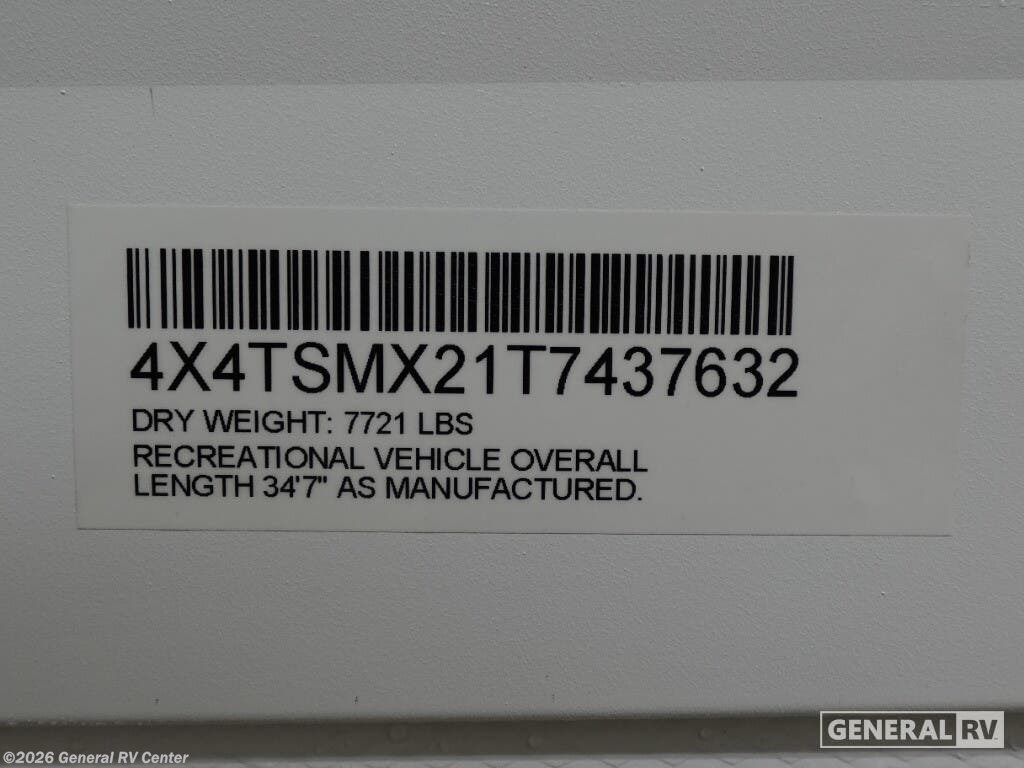 4X4TSMX21T7437632
DRY WEIGHT: 7721 LBS
RECREATIONAL VEHICLE OVERALL
LENGTH 34'7" AS MANUFACTURED.
GENERAL RV
©2026 General RV Center